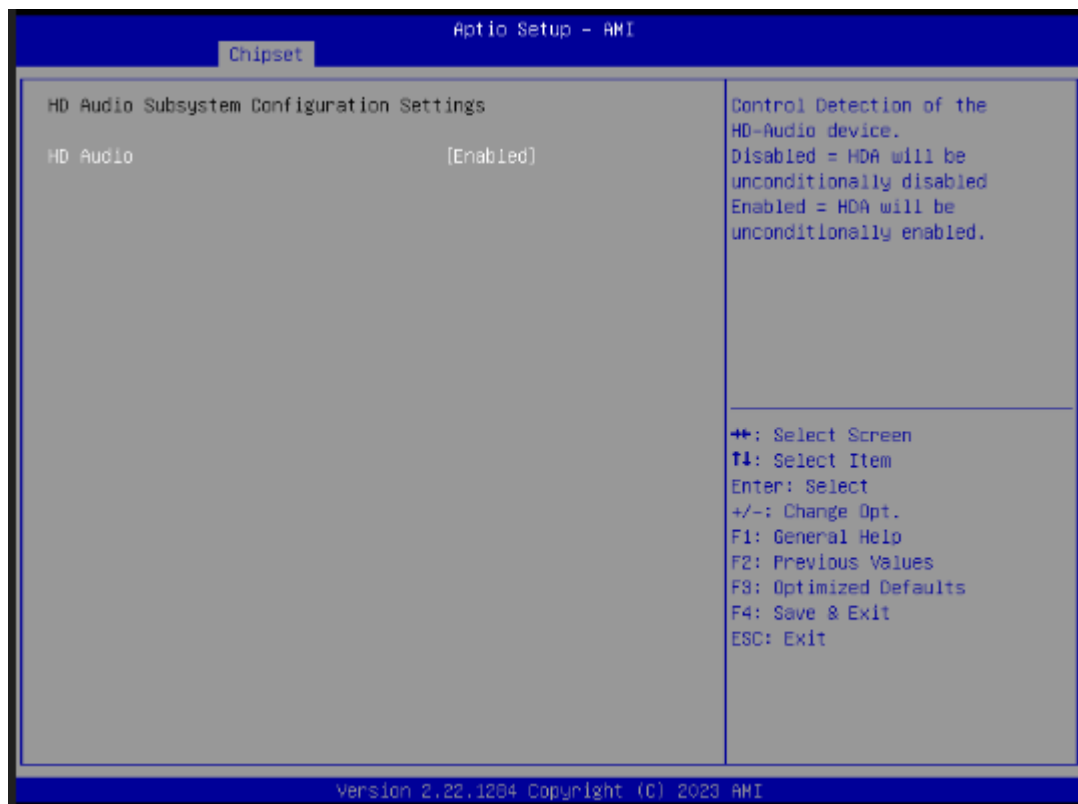 Aptio Setup - AMI
Chipset
HD Audio Subsystem Configuration Settings
HD Audio [Enabled]
Control Detection of the
HD-Audio device.
Disabled = HDA will be
unconditionally disabled
Enabled = HDA will be
unconditionally enabled.
→←: Select Screen
↑↓: Select Item
Enter: Select
+/-: Change Opt.
F1: General Help
F2: Previous Values
F3: Optimized Defaults
F4: Save & Exit
ESC: Exit
Version 2.22.1284 Copyright (C) 2023 AMI